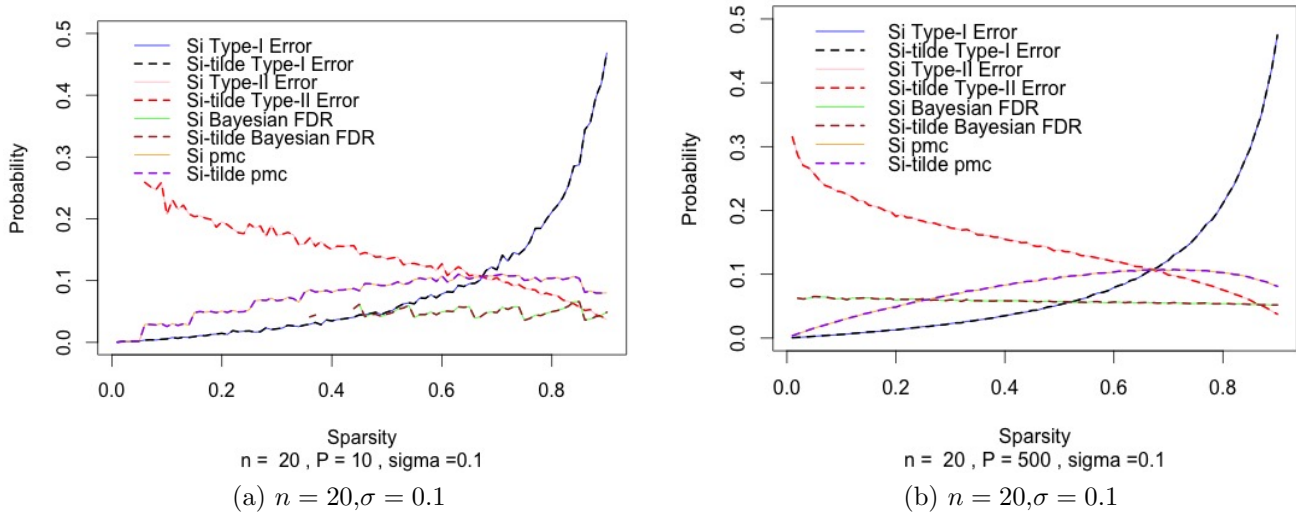 0.5
0.4
0.3
0.2
0.1
0.0
Probability
Si Type-I Error
Si-tilde Type-I Error
Si Type-II Error
Si-tilde Type-II Error
Si Bayesian FDR
Si-tilde Bayesian FDR
Si pmc
Si-tilde pmc
0.0 0.2 0.4 0.6 0.8
Sparsity
n = 20 , P = 10 , sigma =0.1
(a) n = 20,σ = 0.1
0.5
0.4
0.3
0.2
0.1
0.0
Probability
Si Type-I Error
Si-tilde Type-I Error
Si Type-II Error
Si-tilde Type-II Error
Si Bayesian FDR
Si-tilde Bayesian FDR
Si pmc
Si-tilde pmc
0.0 0.2 0.4 0.6 0.8
Sparsity
n = 20 , P = 500 , sigma =0.1
(b) n = 20,σ = 0.1